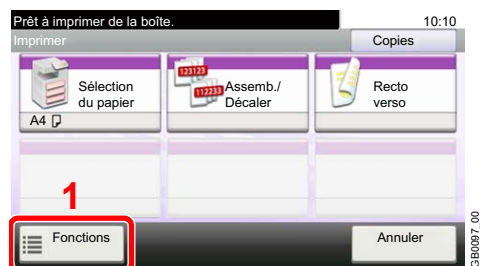 Prêt à imprimer de la boîte.
10:10
Imprimer
Copies
Sélection
du papier
A4
123123
112233
Assemb./
Décaler
Recto
verso
1
Fonctions
Annuler
GB0097_00